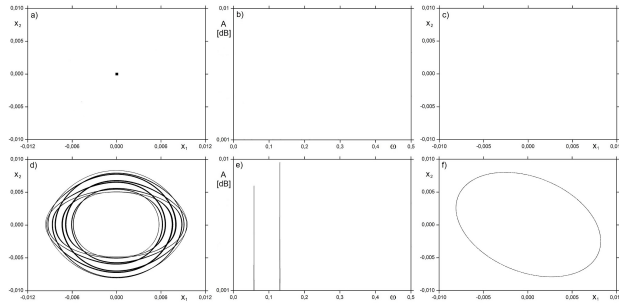 a)
x₂
0,010
0,005
0,000
-0,005
-0,010
-0,012
-0,006
0,000
0,006
x₁
0,012
b)
A
[dB]
0,01
0,001
0,0
0,1
0,2
0,3
0,4
ω
0,5
c)
x₂
0,010
0,005
0,000
-0,005
-0,010
-0,010
-0,005
0,000
0,005
x₁
0,010
d)
x₂
0,010
0,005
0,000
-0,005
-0,010
-0,012
-0,006
0,000
0,006
x₁
0,012
e)
A
[dB]
0,01
0,001
0,0
0,1
0,2
0,3
0,4
ω
0,5
f)
x₂
0,010
0,005
0,000
-0,005
-0,010
-0,010
-0,005
0,000
0,005
x₁
0,010